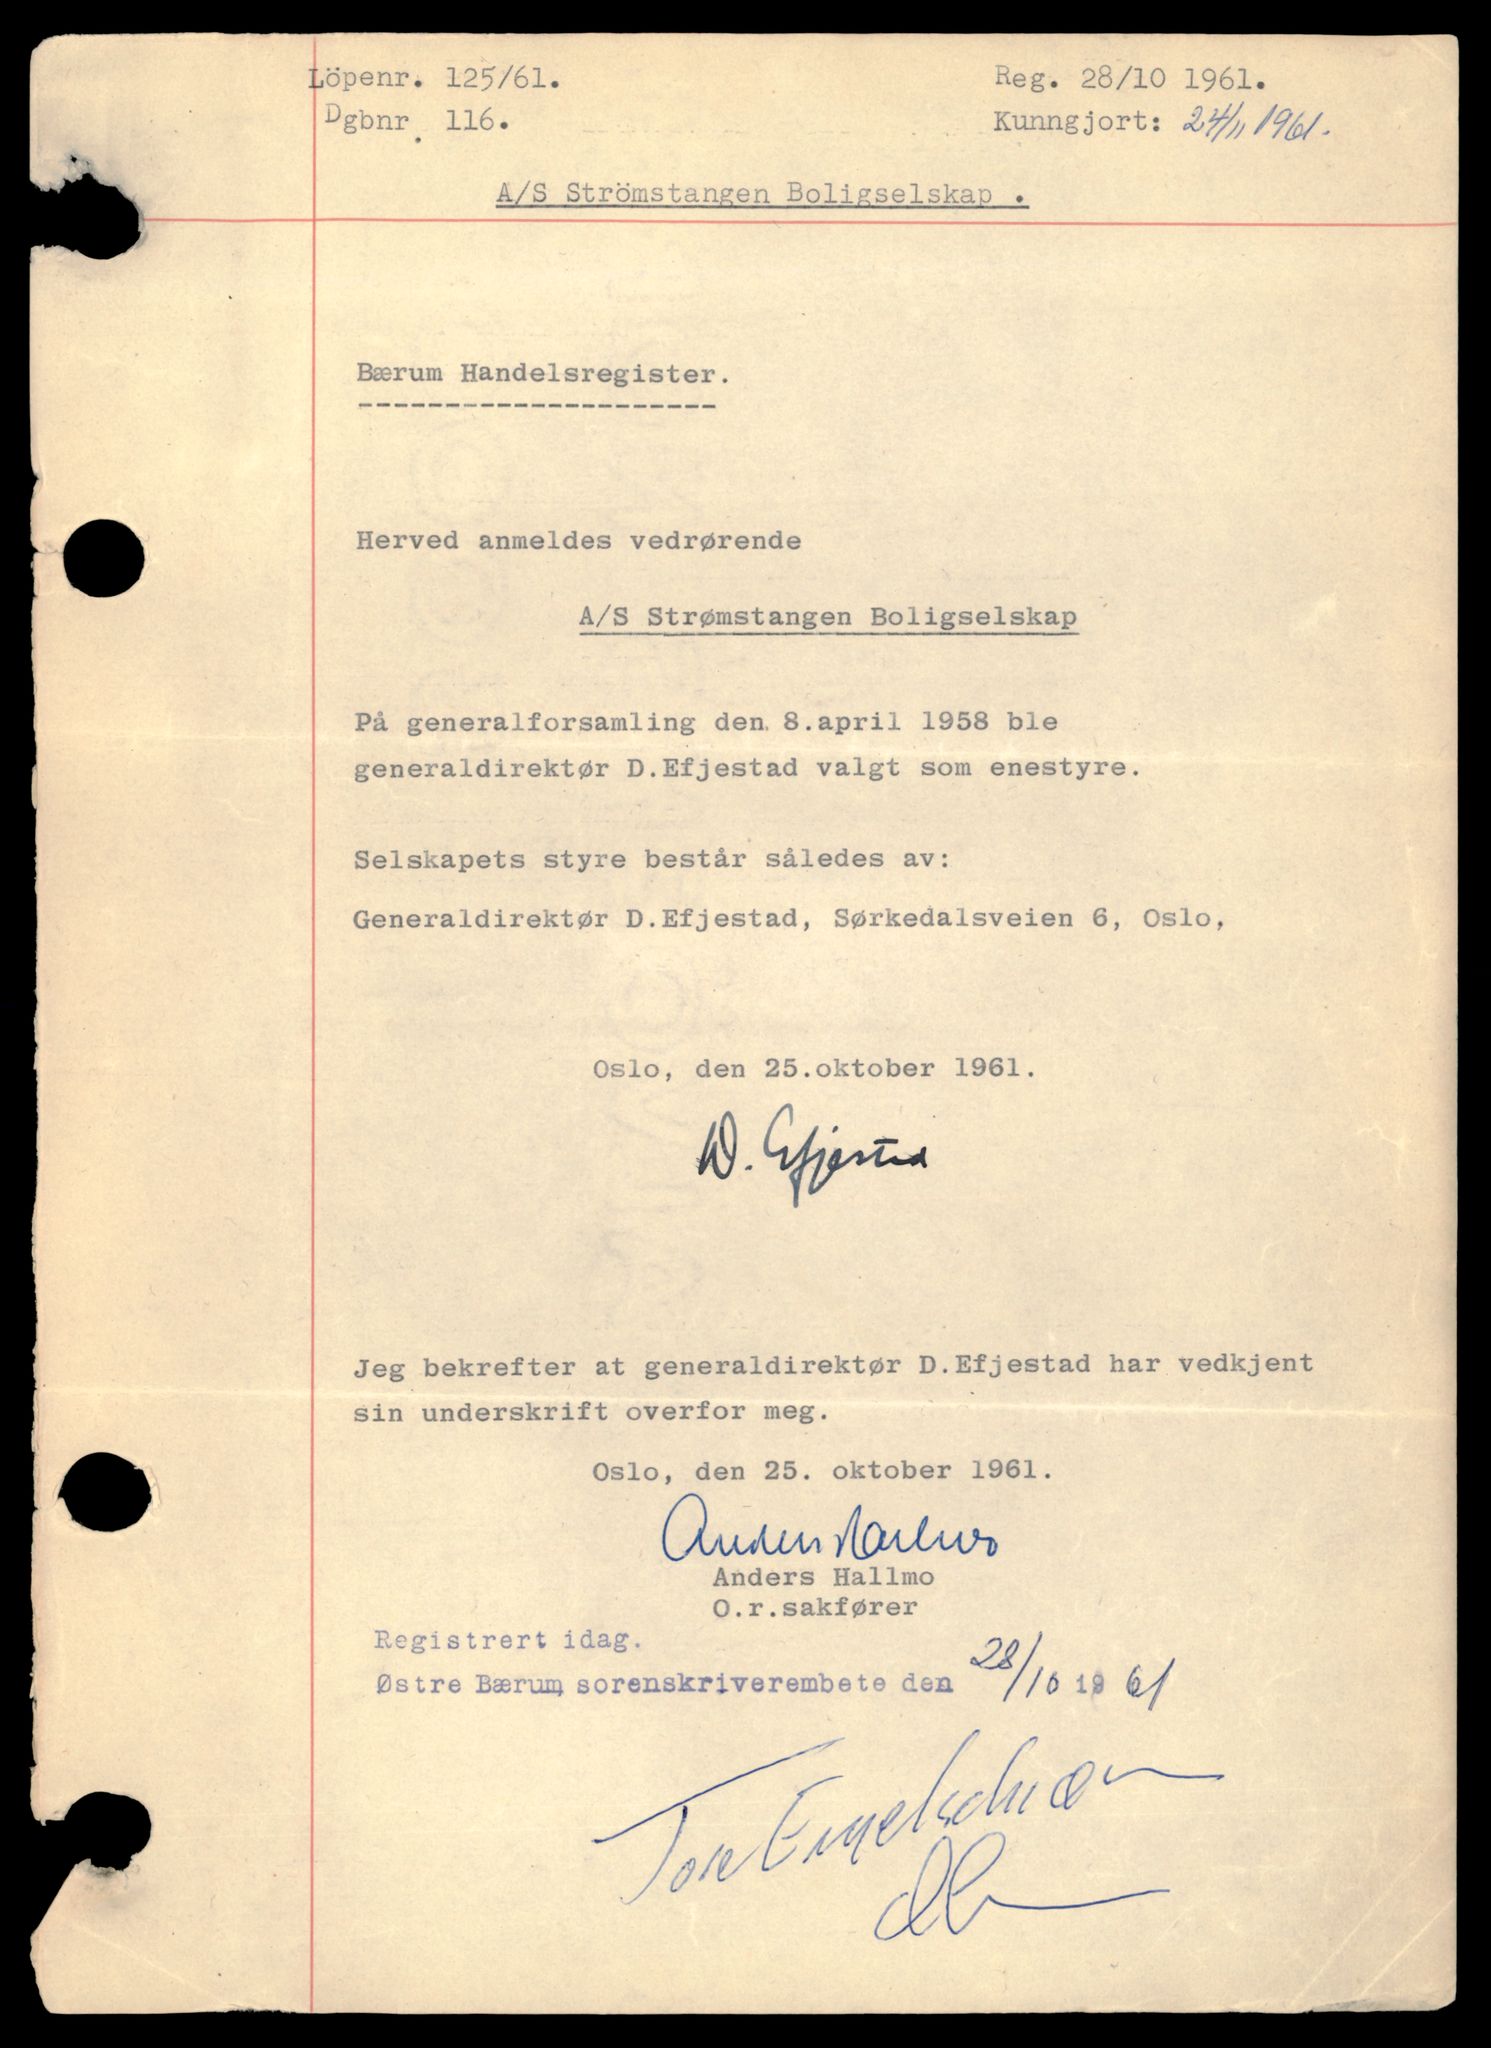 Löpenr. 125/61.
Reg. 28/10 1961.
Dgbnr. 116.
Kunngjort: 24/11 1961.
A/S Strömstangen Boligselskap .
Bærum Handelsregister.
---------------------
Herved anmeldes vedrørende
A/S Strømstangen Boligselskap
På generalforsamling den 8.april 1958 ble
generaldirektør D.Efjestad valgt som enestyre.
Selskapets styre består således av:
Generaldirektør D.Efjestad, Sørkedalsveien 6, Oslo,
Oslo, den 25.oktober 1961.
D. Efjestad
Jeg bekrefter at generaldirektør D.Efjestad har vedkjent
sin underskrift overfor meg.
Oslo, den 25. oktober 1961.
Anders Hallmo
Anders Hallmo
O.r.sakfører
Registrert idag.
Østre Bærum sorenskriverembete den 28/10 1961
Tore